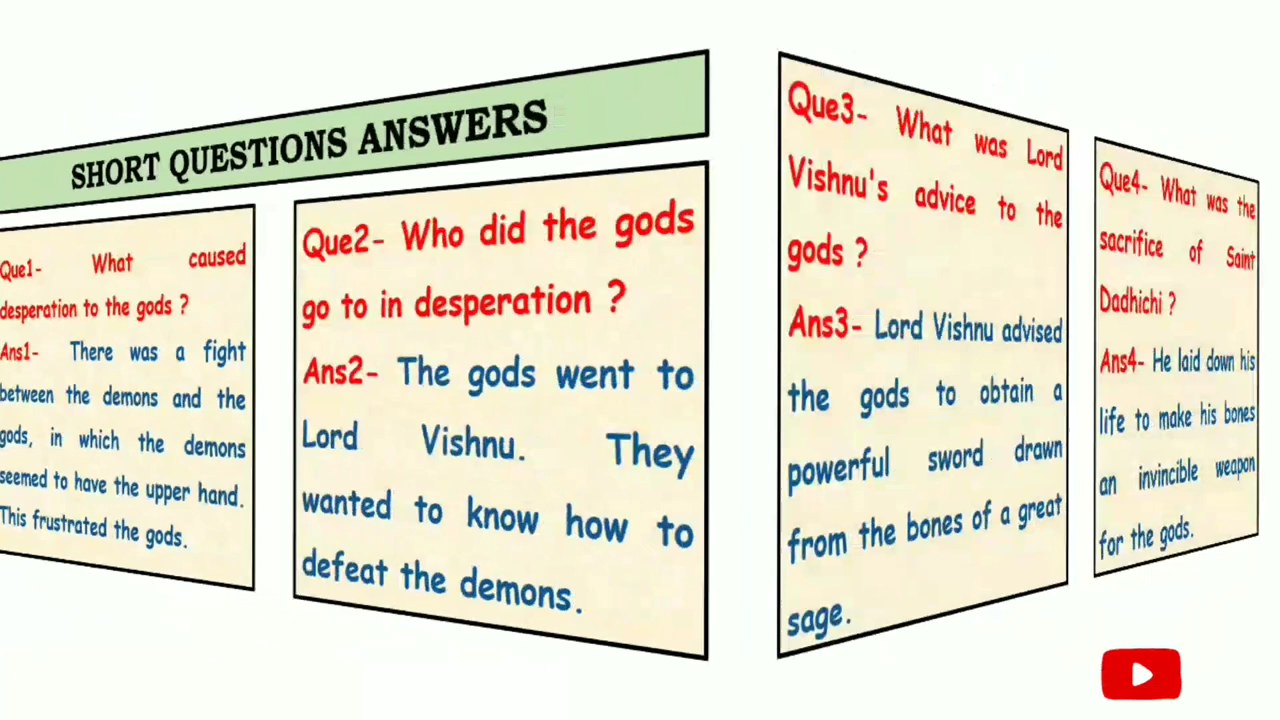 SHORT QUESTIONS ANSWERS
Que1- What caused
desperation to the gods ?
Ans1- There was a fight
between the demons and the
gods, in which the demons
seemed to have the upper hand.
This frustrated the gods.
Que2- Who did the gods
go to in desperation ?
Ans2- The gods went to
Lord Vishnu. They
wanted to know how to
defeat the demons.
Que3- What was Lord
Vishnu's advice to the
gods ?
Ans3- Lord Vishnu advised
the gods to obtain a
powerful sword drawn
from the bones of a great
sage.
Que4- What was the
sacrifice of Saint
Dadhichi ?
Ans4- He laid down his
life to make his bones
an invincible weapon
for the gods.